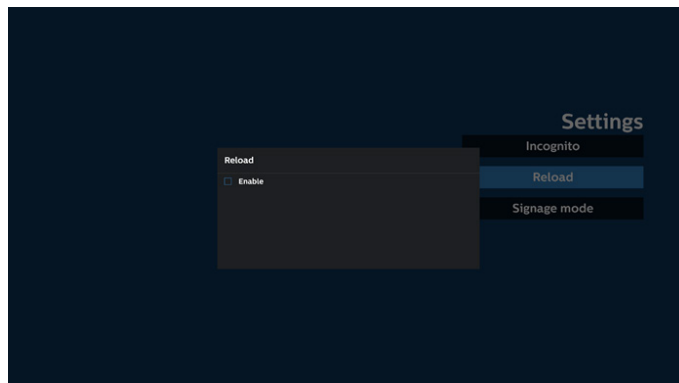 Settings
Incognito
Reload
Signage mode
Reload
Enable